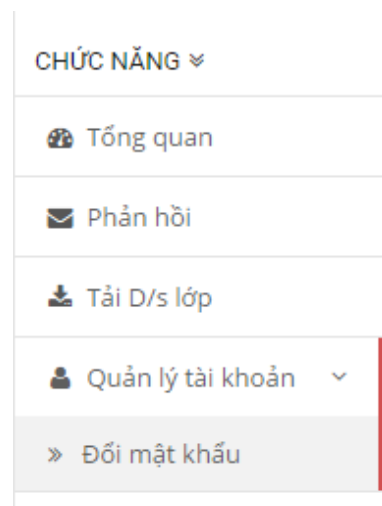 CHỨC NĂNG
Tổng quan
Phản hồi
Tải D/s lớp
Quản lý tài khoản
Đổi mật khẩu